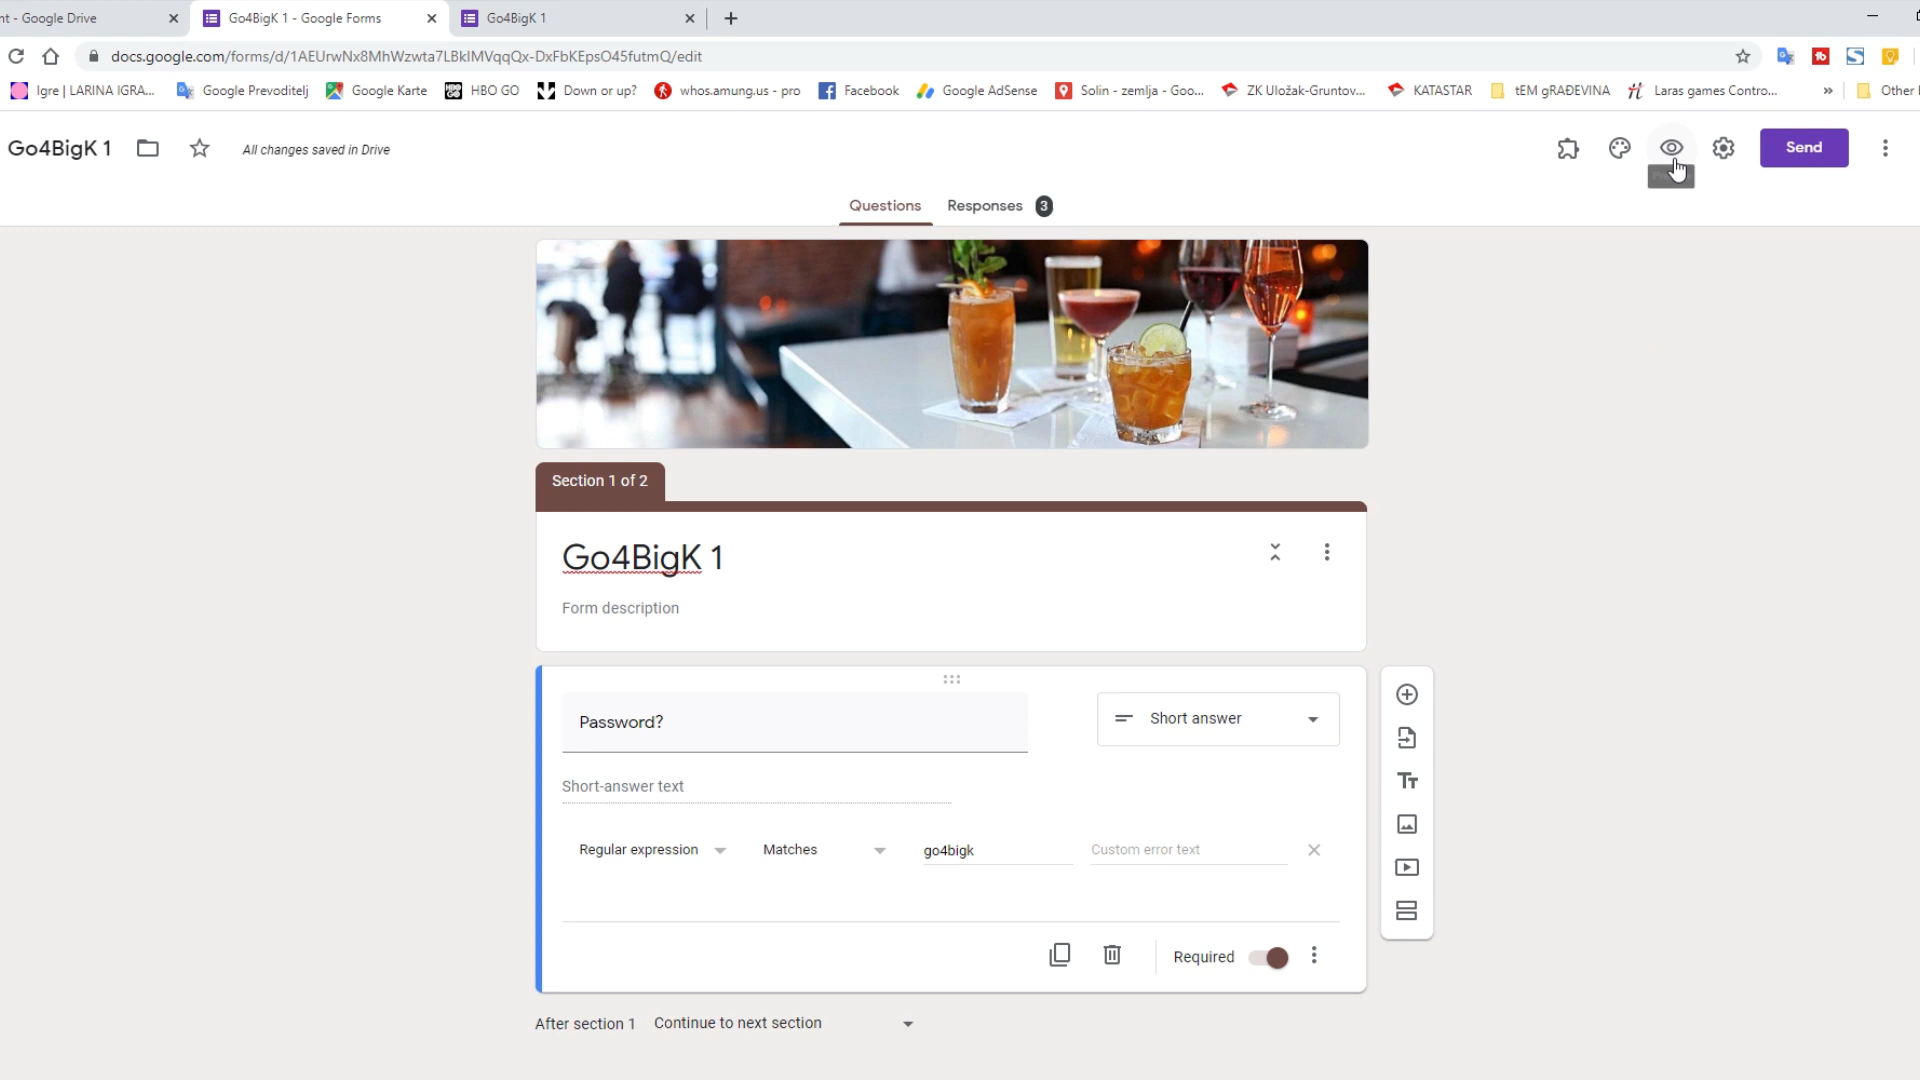 nt - Google Drive
Go4BigK 1 - Google Forms
Go4BigK 1
docs.google.com/forms/d/1AEUrwNx8MhWzwta7LBkIMVqqQx-DxFbKEpsO45futmQ/edit
Igre | LARINA IGRA...
Google Prevoditelj
Google Karte
HBO GO
Down or up?
whos.amung.us - pro
Facebook
Google AdSense
Solin - zemlja - Goo...
ZK Uložak-Gruntov...
KATASTAR
tEM gRAĐEVINA
Laras games Contro...
»
Other
Go4BigK 1
All changes saved in Drive
Send
Questions
Responses 3
Section 1 of 2
Go4BigK 1
Form description
Password?
Short answer
Short-answer text
Regular expression
Matches
go4bigk
Custom error text
Required
After section 1 Continue to next section